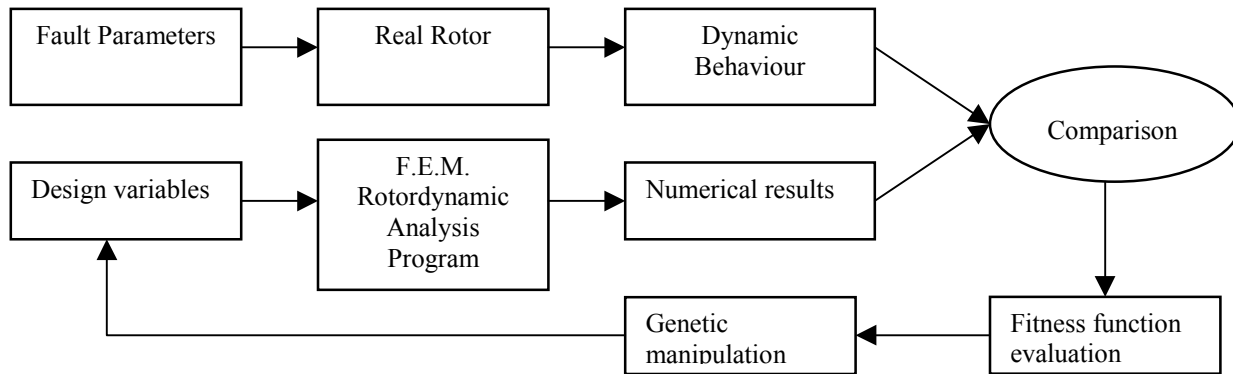 Fault Parameters
Real Rotor
Dynamic
Behaviour
Comparison
Design variables
F.E.M.
Rotordynamic
Analysis
Program
Numerical results
Genetic
manipulation
Fitness function
evaluation